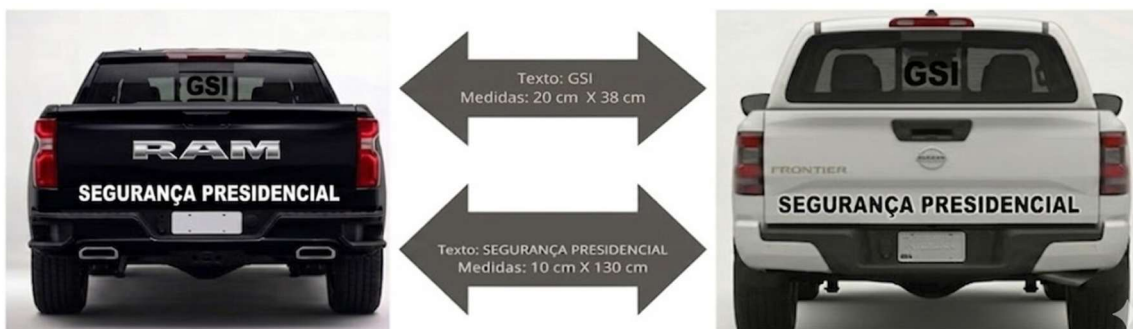 GSI
RAM
SEGURANÇA PRESIDENCIAL
Texto: GSI
Medidas: 20 cm X 38 cm
Texto: SEGURANÇA PRESIDENCIAL
Medidas: 10 cm X 130 cm
GSI
NISSAN
FRONTIER
SEGURANÇA PRESIDENCIAL